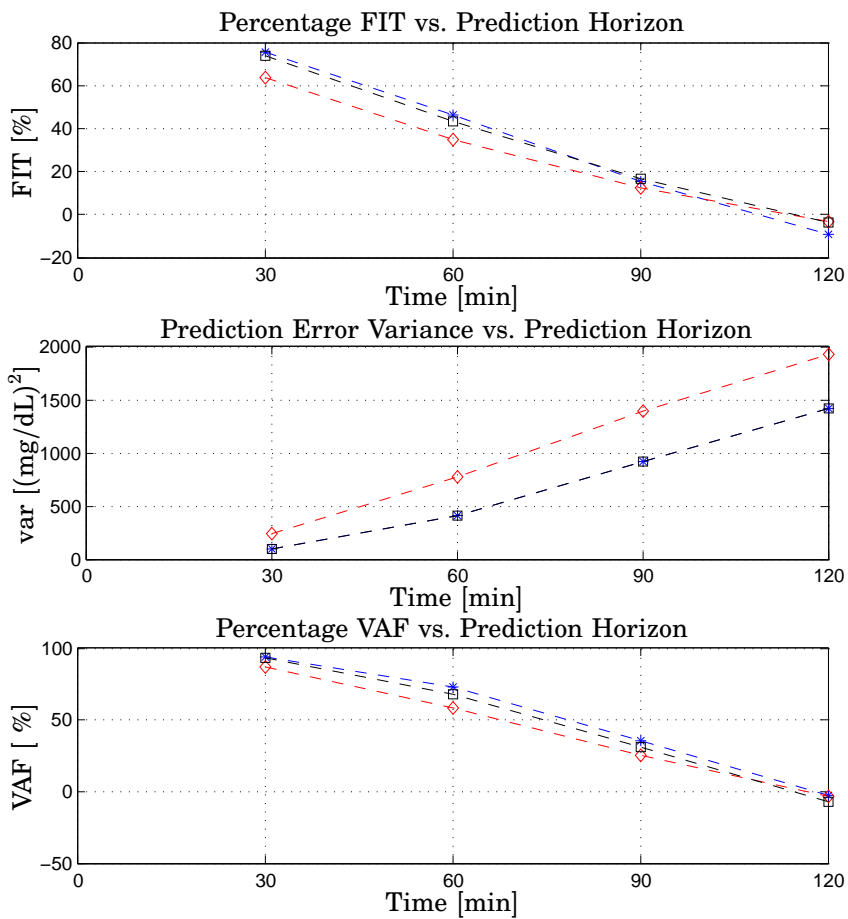 Percentage FIT vs. Prediction Horizon
80
60
40
20
0
−20
FIT [%]
0 30 60 90 120
Time [min]
Prediction Error Variance vs. Prediction Horizon
2000
1500
1000
500
0
var [(mg/dL)²]
0 30 60 90 120
Time [min]
Percentage VAF vs. Prediction Horizon
100
50
0
−50
VAF [ %]
0 30 60 90 120
Time [min]